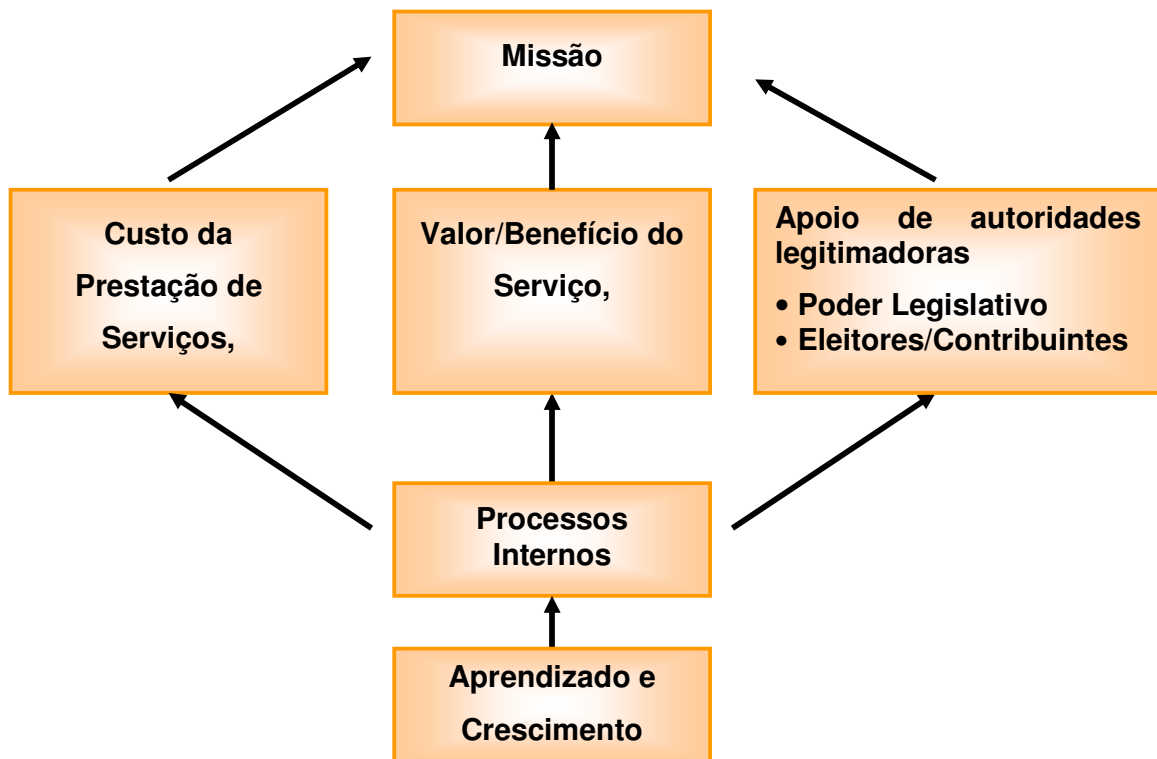 Missão
Custo da
Prestação de
Serviços,
Valor/Benefício do
Serviço,
Apoio de autoridades
legitimadoras
• Poder Legislativo
• Eleitores/Contribuintes
Processos
Internos
Aprendizado e
Crescimento